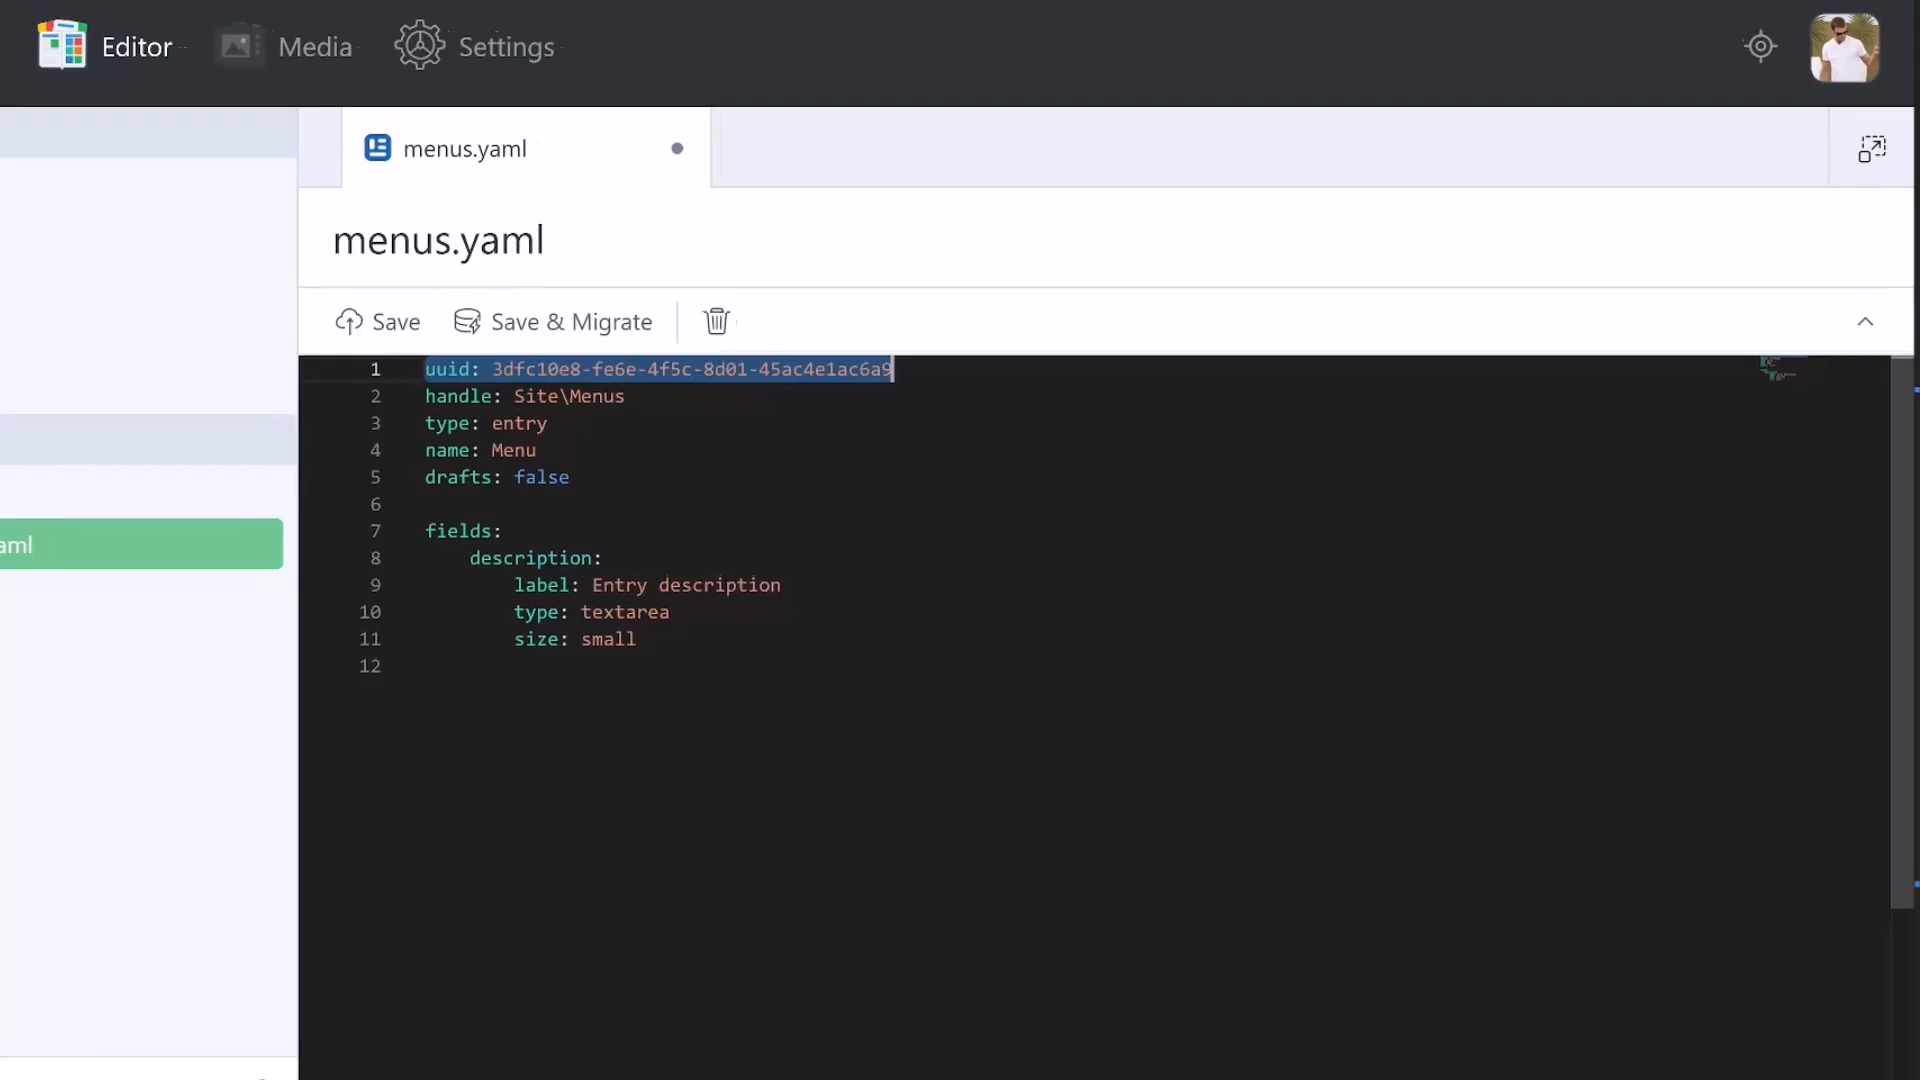 Editor Media Settings
menus.yaml
menus.yaml
Save Save & Migrate
1 uuid: 3dfc10e8-fe6e-4f5c-8d01-45ac4e1ac6a9
2 handle: Site\Menus
3 type: entry
4 name: Menu
5 drafts: false
6
7 fields:
8 description:
9 label: Entry description
10 type: textarea
11 size: small
12
aml